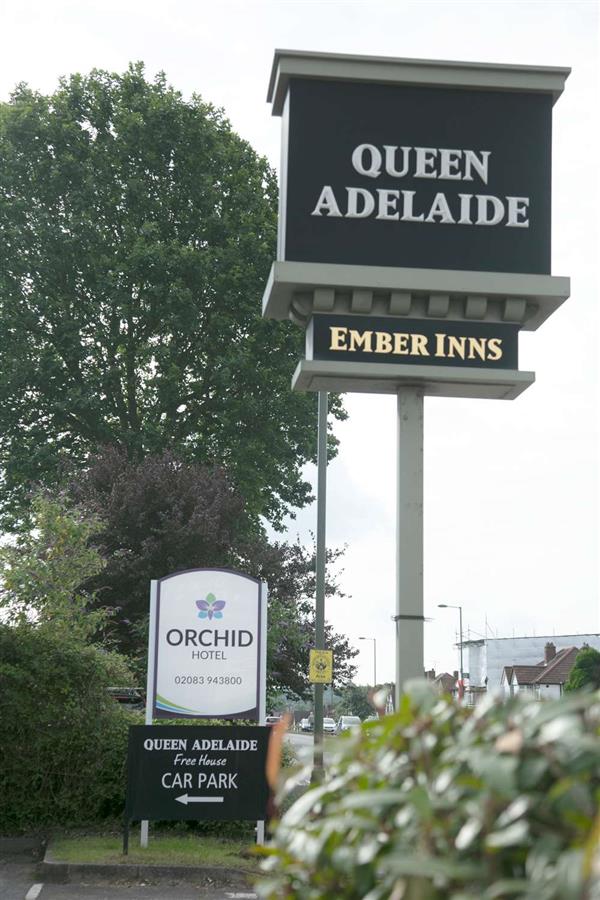 QUEEN
ADELAIDE
EMBER INNS
ORCHID
HOTEL
02083 943800
QUEEN ADELAIDE
Free House
CAR PARK